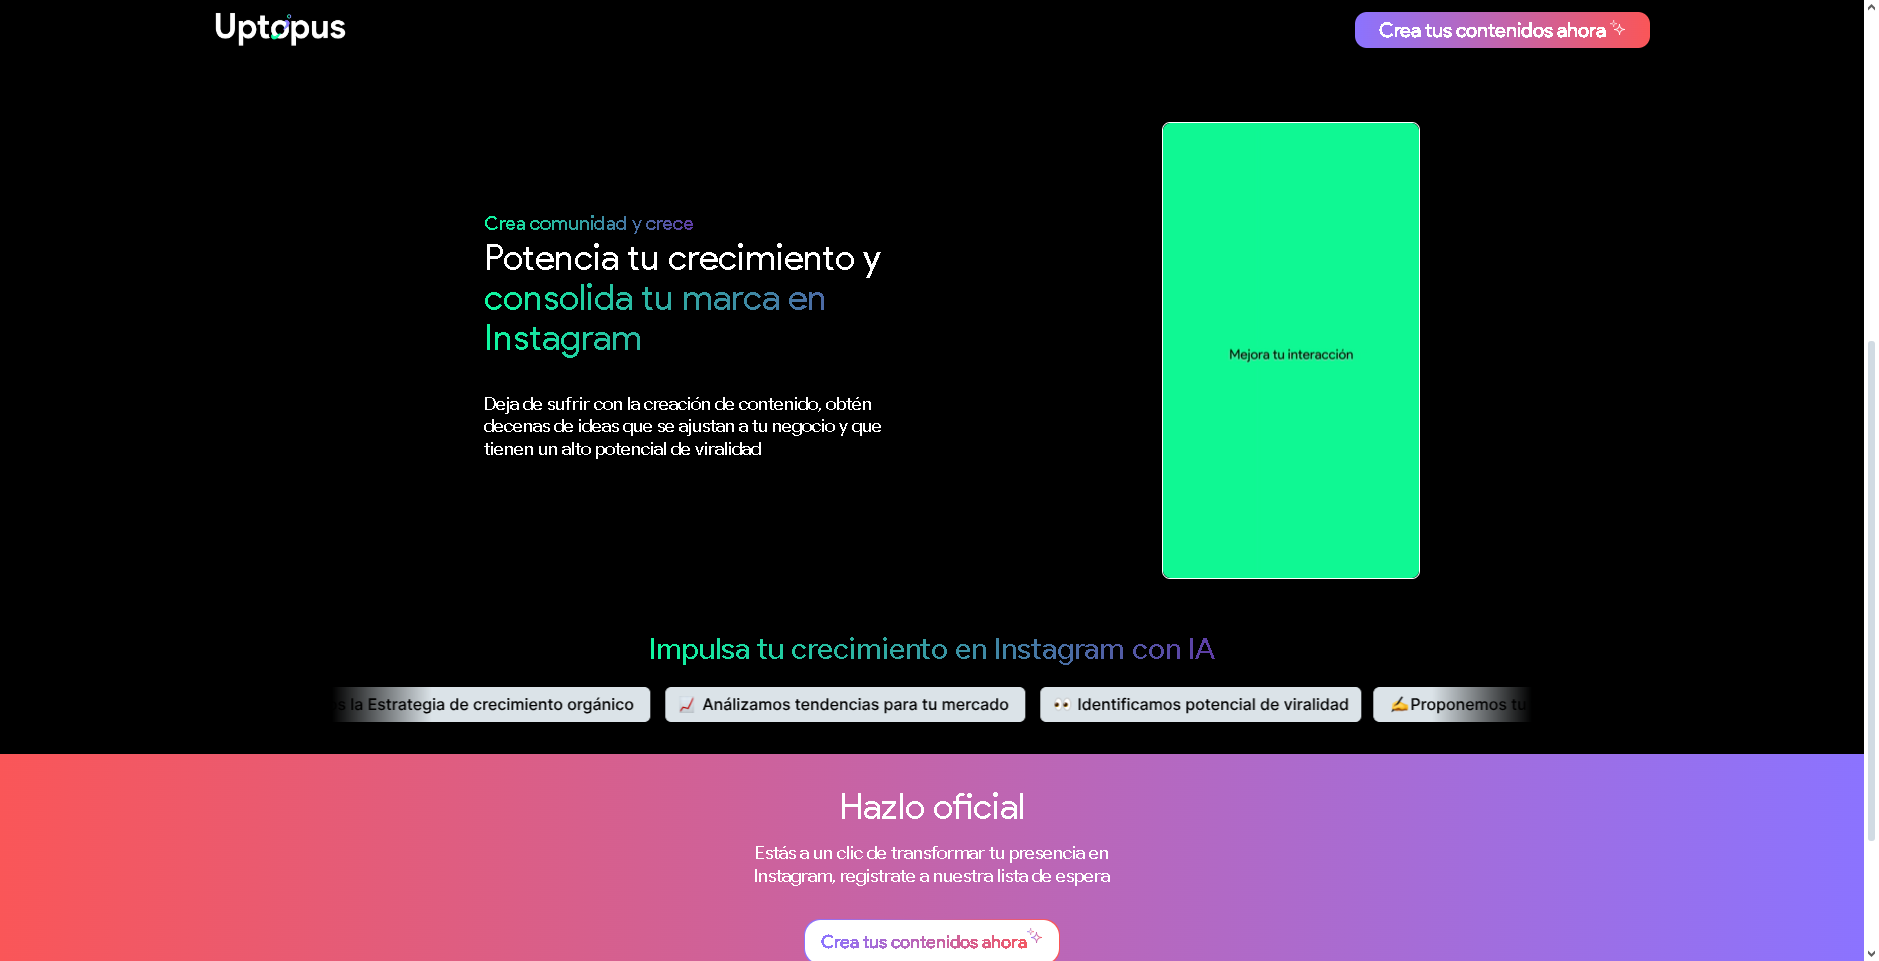 Uptopus
Crea tus contenidos ahora
Crea comunidad y crece
Potencia tu crecimiento y
consolida tu marca en
Instagram
Deja de sufrir con la creación de contenido, obtén
decenas de ideas que se ajustan a tu negocio y que
tienen un alto potencial de viralidad
Mejora tu interacción
Impulsa tu crecimiento en Instagram con IA
la Estrategia de crecimiento orgánico
📈 Análizamos tendencias para tu mercado
👀 Identificamos potencial de viralidad
✍️Proponemos tu
Hazlo oficial
Estás a un clic de transformar tu presencia en
Instagram, registrate a nuestra lista de espera
Crea tus contenidos ahora